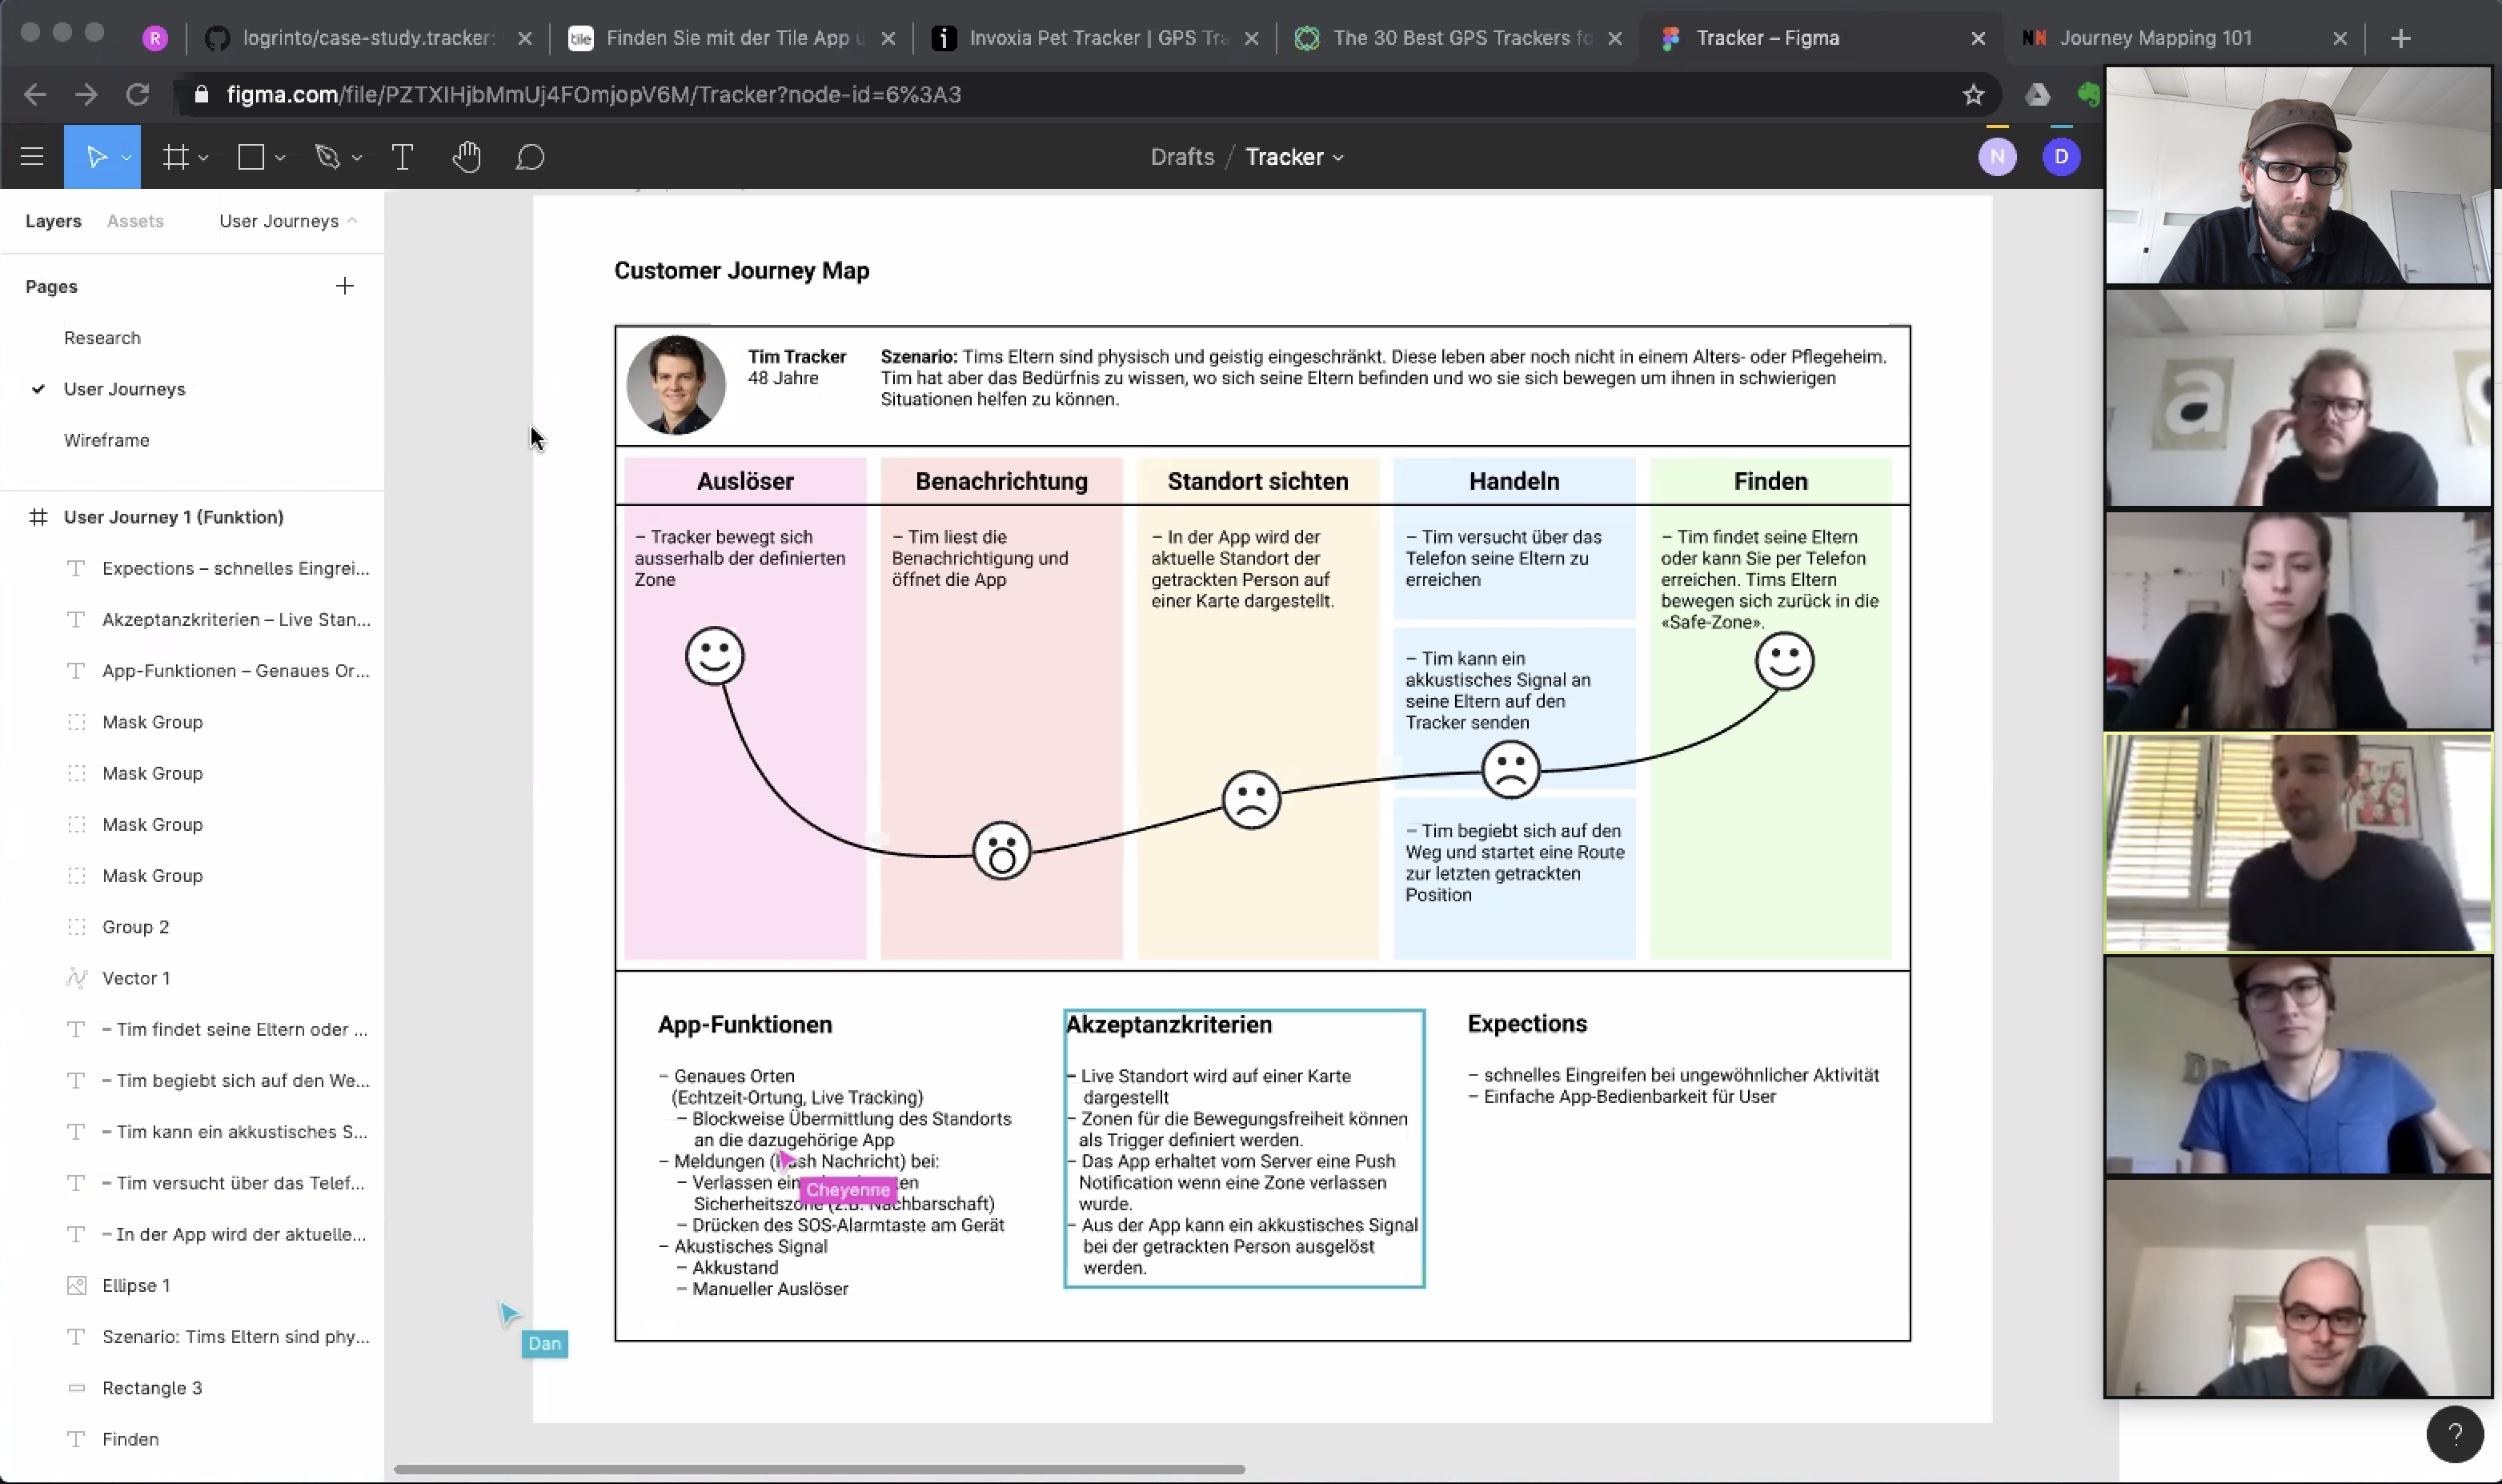 R
logrinto/case-study.tracker:
tile
Finden Sie mit der Tile App u
Invoxia Pet Tracker | GPS Tra
The 30 Best GPS Trackers fo
Tracker – Figma
NN
Journey Mapping 101
figma.com/file/PZTXIHjbMmUj4FOmjopV6M/Tracker?node-id=6%3A3
Drafts / Tracker
N
D
Layers
Assets
User Journeys
Pages
Research
User Journeys
Wireframe
User Journey 1 (Funktion)
Expections – schnelles Eingrei...
Akzeptanzkriterien – Live Stan...
App-Funktionen – Genaues Or...
Mask Group
Mask Group
Mask Group
Mask Group
Group 2
Vector 1
– Tim findet seine Eltern oder ...
– Tim begiebt sich auf den We...
– Tim kann ein akkustisches S...
– Tim versucht über das Telef...
– In der App wird der aktuelle...
Ellipse 1
Szenario: Tims Eltern sind phy...
Rectangle 3
Finden
Customer Journey Map
Tim Tracker
48 Jahre
Szenario: Tims Eltern sind physisch und geistig eingeschränkt. Diese leben aber noch nicht in einem Alters- oder Pflegeheim.
Tim hat aber das Bedürfnis zu wissen, wo sich seine Eltern befinden und wo sie sich bewegen um ihnen in schwierigen
Situationen helfen zu können.
Auslöser
– Tracker bewegt sich
ausserhalb der definierten
Zone
Benachrichtung
– Tim liest die
Benachrichtigung und
öffnet die App
Standort sichten
– In der App wird der
aktuelle Standort der
getrackten Person auf
einer Karte dargestellt.
Handeln
– Tim versucht über das
Telefon seine Eltern zu
erreichen
– Tim kann ein
akkustisches Signal an
seine Eltern auf den
Tracker senden
– Tim begiebt sich auf den
Weg und startet eine Route
zur letzten getrackten
Position
Finden
– Tim findet seine Eltern
oder kann Sie per Telefon
erreichen. Tims Eltern
bewegen sich zurück in die
«Safe-Zone».
App-Funktionen
– Genaues Orten
(Echtzeit-Ortung, Live Tracking)
– Blockweise Übermittlung des Standorts
an die dazugehörige App
– Meldungen ( Nachricht) bei:
– Verlassen
Sicherheitszone (z.B. Nachbarschaft)
– Drücken des SOS-Alarmtaste am Gerät
– Akustisches Signal
– Akkustand
– Manueller Auslöser
Cheyenne
Dan
Akzeptanzkriterien
– Live Standort wird auf einer Karte
dargestellt
– Zonen für die Bewegungsfreiheit können
als Trigger definiert werden.
– Das App erhaltet vom Server eine Push
Notification wenn eine Zone verlassen
wurde.
– Aus der App kann ein akkustisches Signal
bei der getrackten Person ausgelöst
werden.
Expections
– schnelles Eingreifen bei ungewöhnlicher Aktivität
– Einfache App-Bedienbarkeit für User
a
?